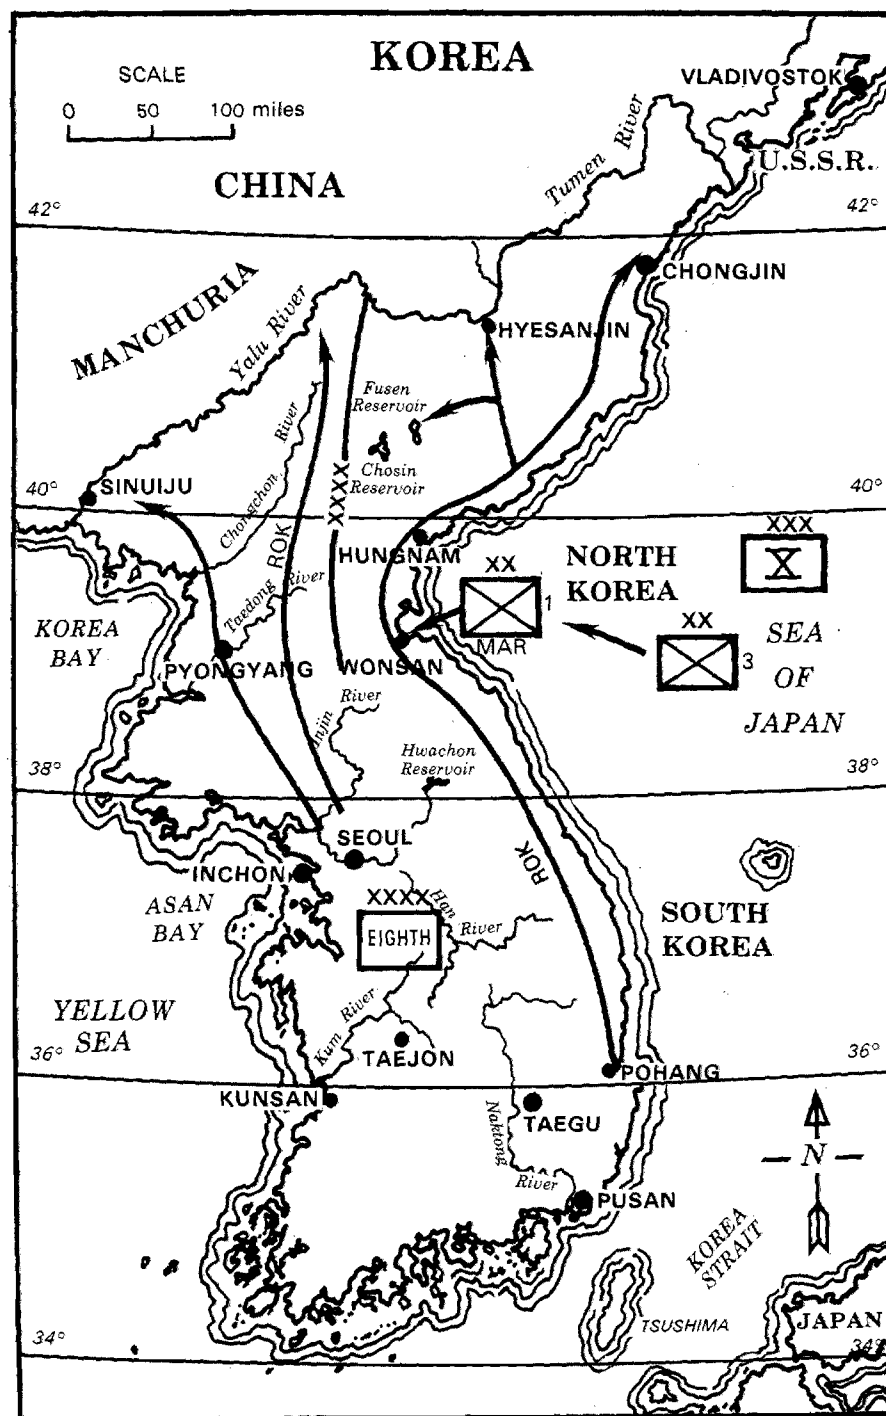 KOREA
SCALE
0 50 100 miles
VLADIVOSTOK
U.S.S.R.
Tumen River
CHINA
42°
42°
CHONGJIN
MANCHURIA
Yalu River
HYESANJIN
Fusen
Reservoir
Chosin
Reservoir
Chongchon River
SINUIJU
40°
40°
XXXX
ROK
HUNGNAM
XX
1
MAR
NORTH
KOREA
XXX
X
XX
3
Taedong River
KOREA
BAY
PYONGYANG
WONSAN
SEA
OF
JAPAN
Imjin River
Hwachon
Reservoir
38°
38°
SEOUL
INCHON
ROK
ASAN
BAY
XXXX
EIGHTH
Han River
SOUTH
KOREA
YELLOW
SEA
Kum River
TAEJON
36°
36°
POHANG
KUNSAN
TAEGU
Naktong River
N
PUSAN
KOREA
STRAIT
TSUSHIMA
JAPAN
34°
34°